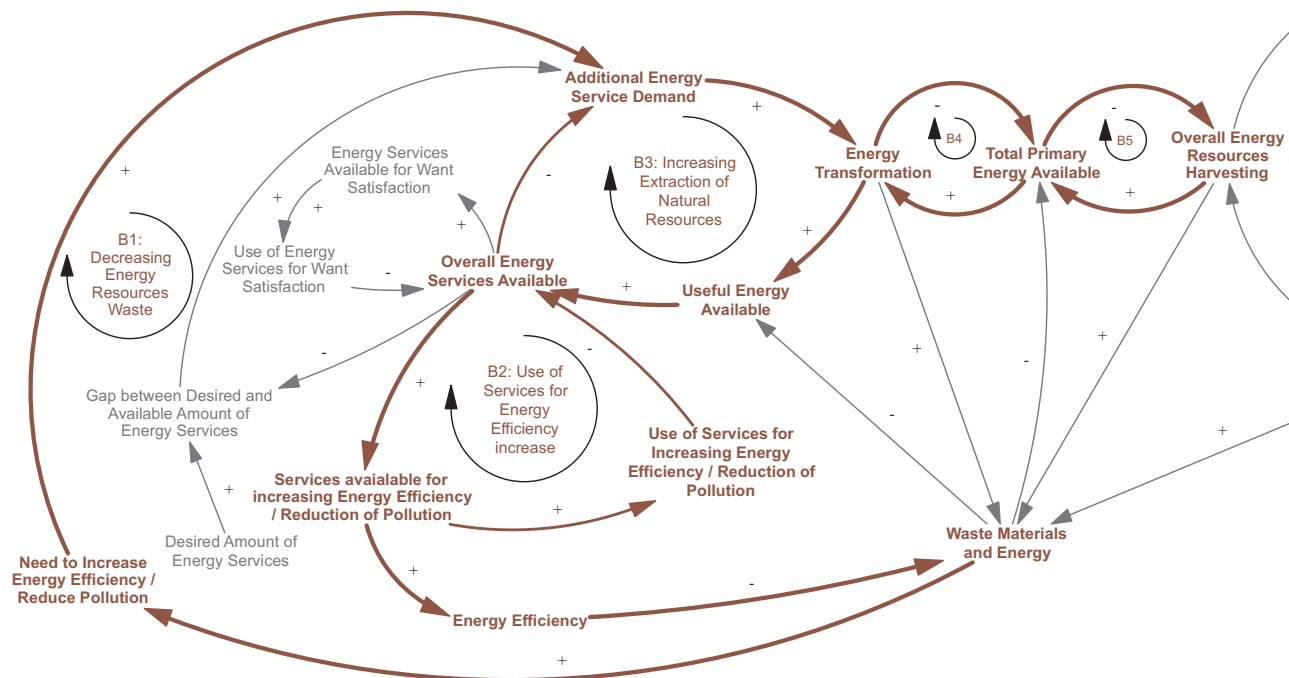 Additional Energy
Service Demand
+
-
-
B4
B5
Overall Energy
Resources
Harvesting
Energy
Transformation
Total Primary
Energy Available
+
+
Energy Services
Available for Want
Satisfaction
-
B3: Increasing
Extraction of
Natural
Resources
+
+
+
+
+
B1:
Decreasing
Energy
Resources
Waste
Use of Energy
Services for Want
Satisfaction
-
Overall Energy
Services Available
+
Useful Energy
Available
-
-
+
+
-
+
B2: Use of
Services for
Energy
Efficiency
increase
-
Gap between Desired and
Available Amount of
Energy Services
Use of Services for
Increasing Energy
Efficiency / Reduction of
Pollution
+
Services avaialable for
increasing Energy Efficiency
/ Reduction of Pollution
+
+
Desired Amount of
Energy Services
Waste Materials
and Energy
Need to Increase
Energy Efficiency /
Reduce Pollution
+
-
Energy Efficiency
+